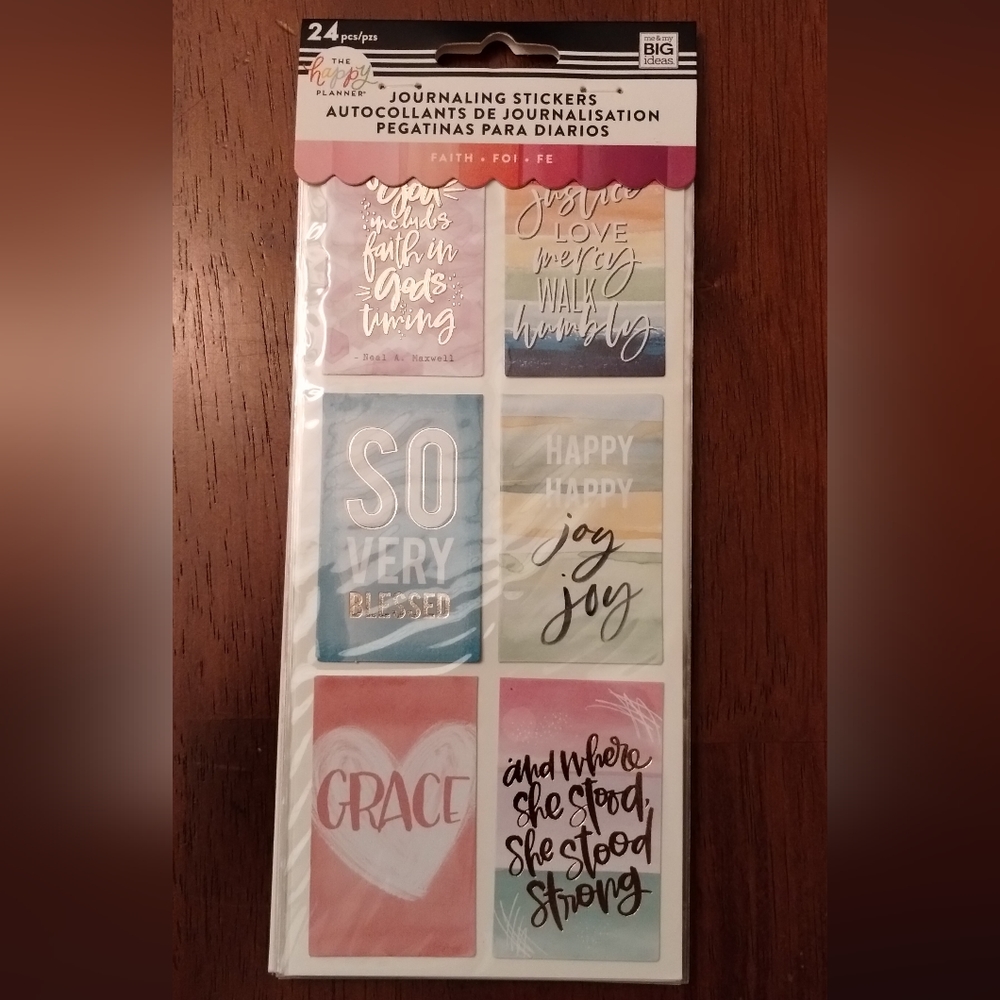 24 pcs/pzs
THE
happy
PLANNER
me & my
BIG
ideas
JOURNALING STICKERS
AUTOCOLLANTS DE JOURNALISATION
PEGATINAS PARA DIARIOS
FAITH • FOI • FE
God
includes
faith in
God's
timing
- Neal A. Maxwell
justice
LOVE
mercy
WALK
humbly
SO
VERY
BLESSED
HAPPY
HAPPY
joy
joy
GRACE
and where
she stood,
she stood
strong